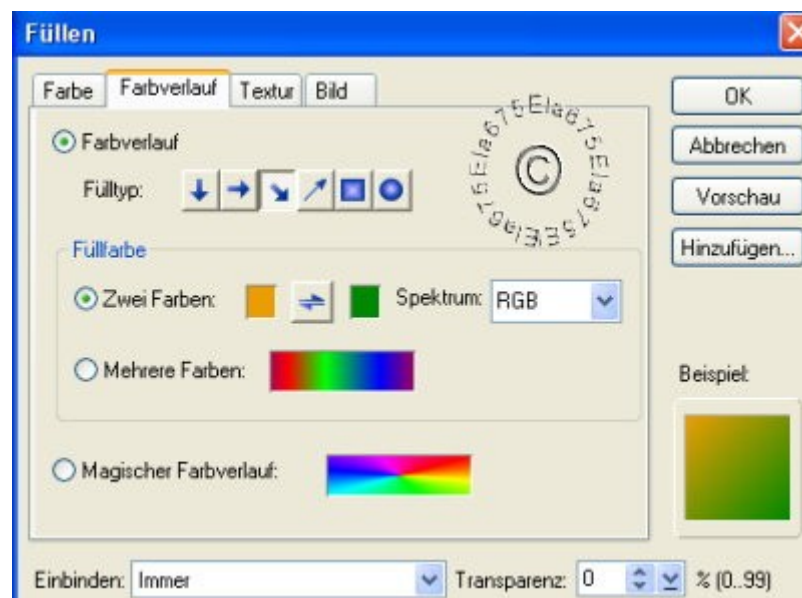 Füllen
Farbe Farbverlauf Textur Bild
OK
Farbverlauf
Abbrechen
Fülltyp:
Vorschau
Ela675Ela675Ela675Ela675
©
Hinzufügen...
Füllfarbe
Zwei Farben: Spektrum: RGB
Mehrere Farben:
Beispiel:
Magischer Farbverlauf:
Einbinden: Immer Transparenz: 0 % (0..99)